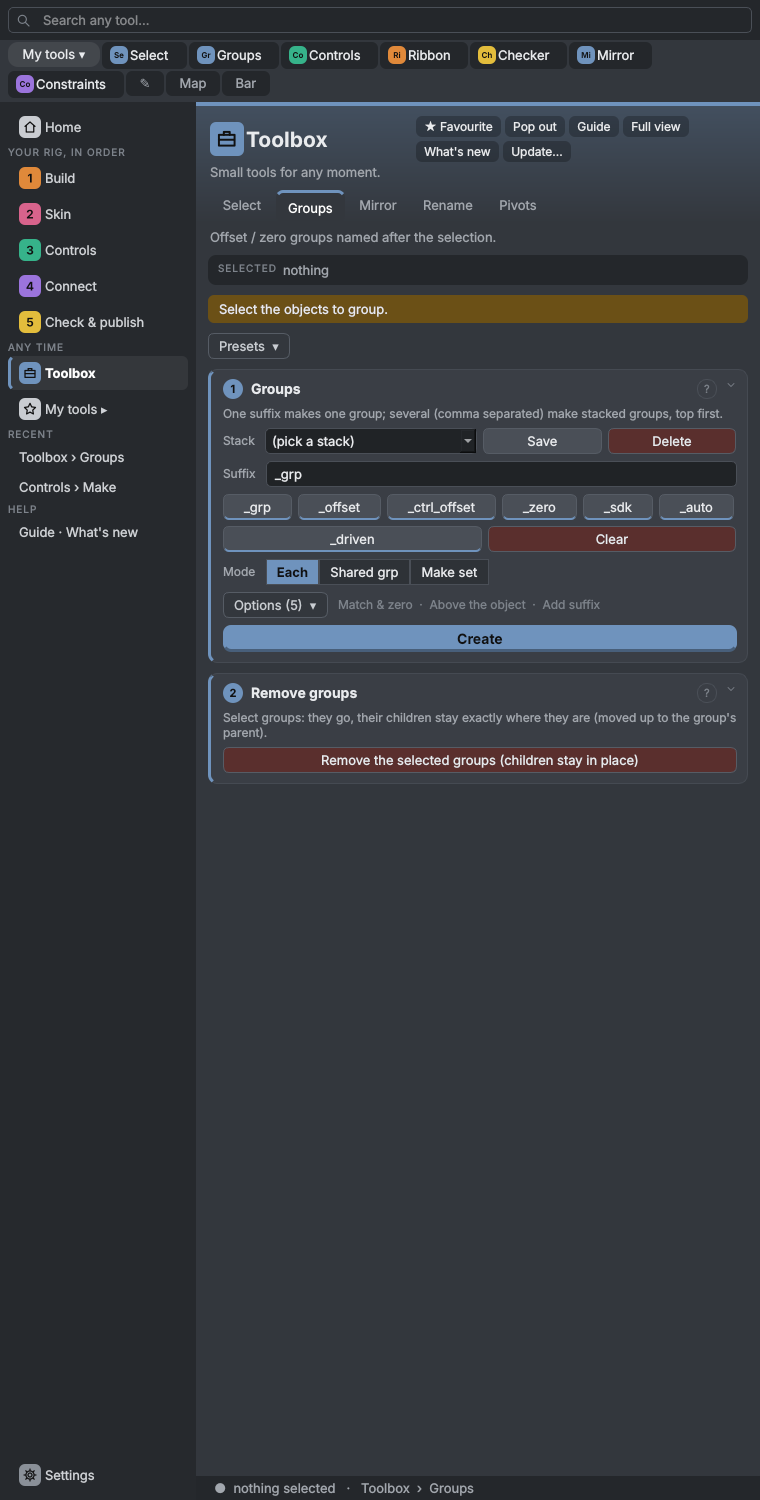 Search any tool...
My tools ▾ Se Select Gr Groups Co Controls Ri Ribbon Ch Checker Mi Mirror
Co Constraints ✎ Map Bar
Home
YOUR RIG, IN ORDER
1 Build
2 Skin
3 Controls
4 Connect
5 Check & publish
ANY TIME
Toolbox
My tools ▸
RECENT
Toolbox › Groups
Controls › Make
HELP
Guide · What's new
Settings
Toolbox
★ Favourite Pop out Guide Full view
What's new Update...
Small tools for any moment.
Select Groups Mirror Rename Pivots
Offset / zero groups named after the selection.
SELECTED nothing
Select the objects to group.
Presets ▾
1 Groups ?
One suffix makes one group; several (comma separated) make stacked groups, top first.
Stack (pick a stack) Save Delete
Suffix _grp
_grp _offset _ctrl_offset _zero _sdk _auto
_driven Clear
Mode Each Shared grp Make set
Options (5) ▾ Match & zero · Above the object · Add suffix
Create
2 Remove groups ?
Select groups: they go, their children stay exactly where they are (moved up to the group's
parent).
Remove the selected groups (children stay in place)
nothing selected · Toolbox › Groups